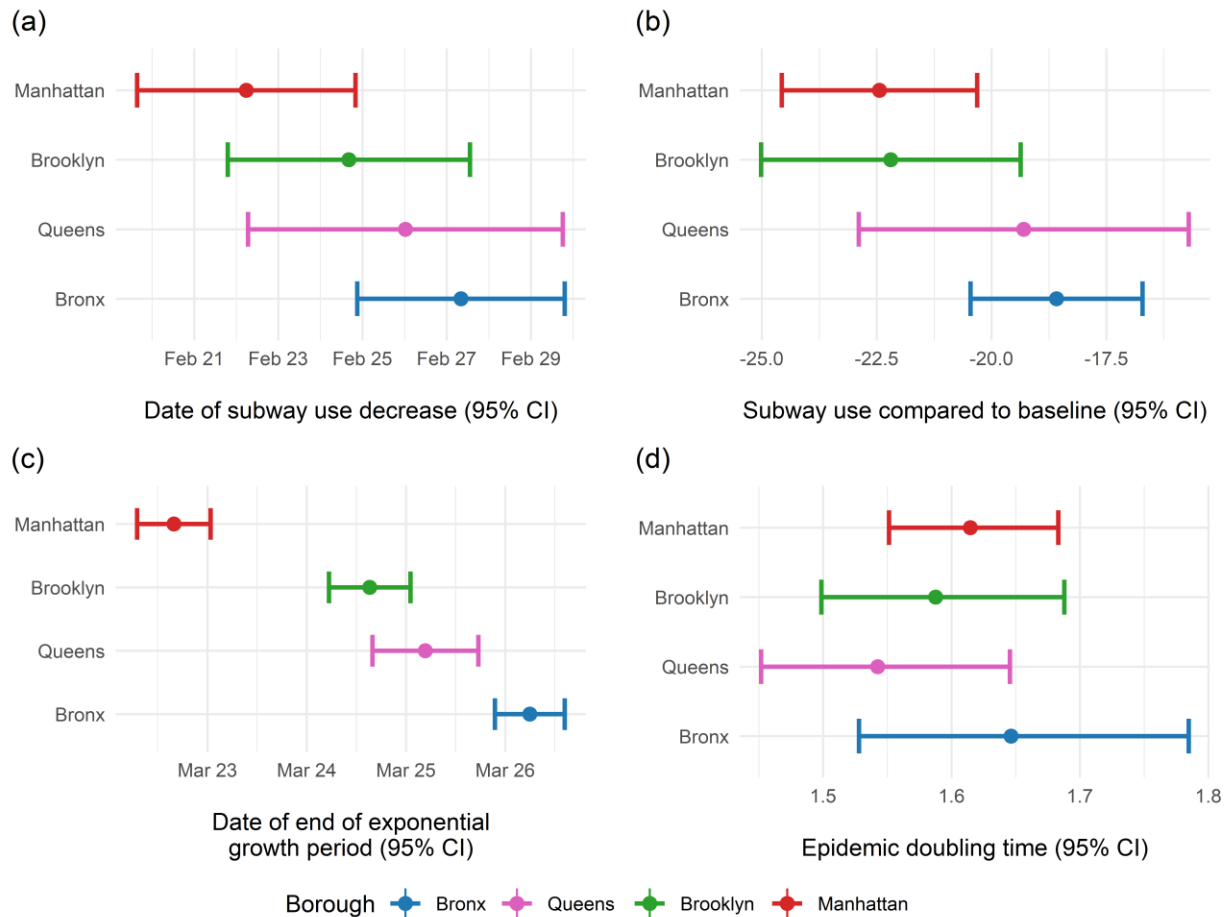 (a)
Manhattan
Brooklyn
Queens
Bronx
Feb 21 Feb 23 Feb 25 Feb 27 Feb 29
Date of subway use decrease (95% CI)
(b)
Manhattan
Brooklyn
Queens
Bronx
-25.0 -22.5 -20.0 -17.5
Subway use compared to baseline (95% CI)
(c)
Manhattan
Brooklyn
Queens
Bronx
Mar 23 Mar 24 Mar 25 Mar 26
Date of end of exponential
growth period (95% CI)
(d)
Manhattan
Brooklyn
Queens
Bronx
1.5 1.6 1.7 1.8
Epidemic doubling time (95% CI)
Borough Bronx Queens Brooklyn Manhattan